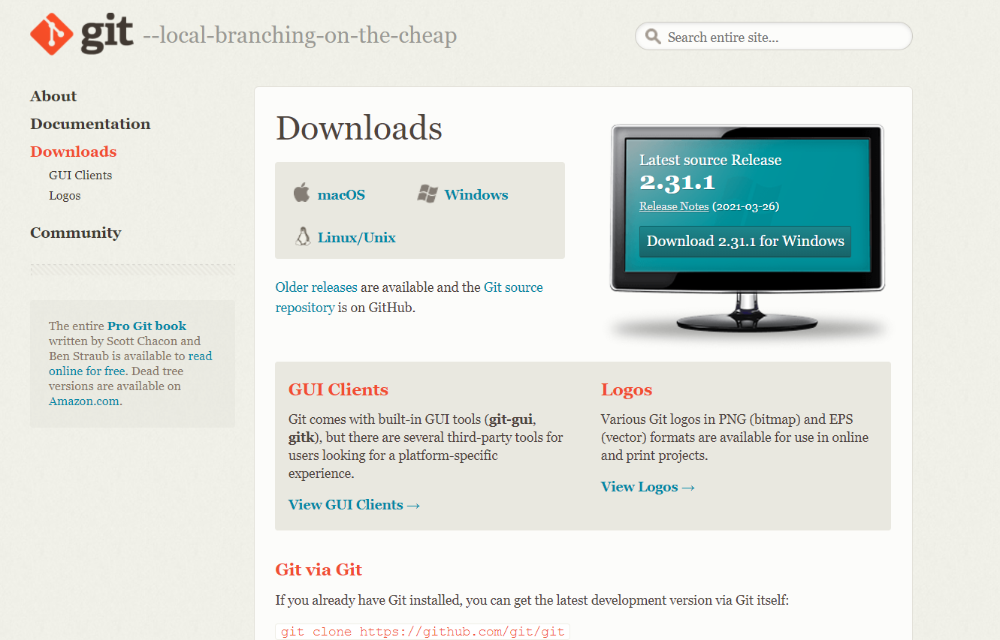 git --local-branching-on-the-cheap
Search entire site...
About
Documentation
Downloads
GUI Clients
Logos
Community
The entire Pro Git book
written by Scott Chacon and
Ben Straub is available to read
online for free. Dead tree
versions are available on
Amazon.com.
Downloads
macOS
Windows
Linux/Unix
Older releases are available and the Git source
repository is on GitHub.
Latest source Release
2.31.1
Release Notes (2021-03-26)
Download 2.31.1 for Windows
GUI Clients
Git comes with built-in GUI tools (git-gui,
gitk), but there are several third-party tools for
users looking for a platform-specific
experience.
View GUI Clients →
Logos
Various Git logos in PNG (bitmap) and EPS
(vector) formats are available for use in online
and print projects.
View Logos →
Git via Git
If you already have Git installed, you can get the latest development version via Git itself:
git clone https://github.com/git/git